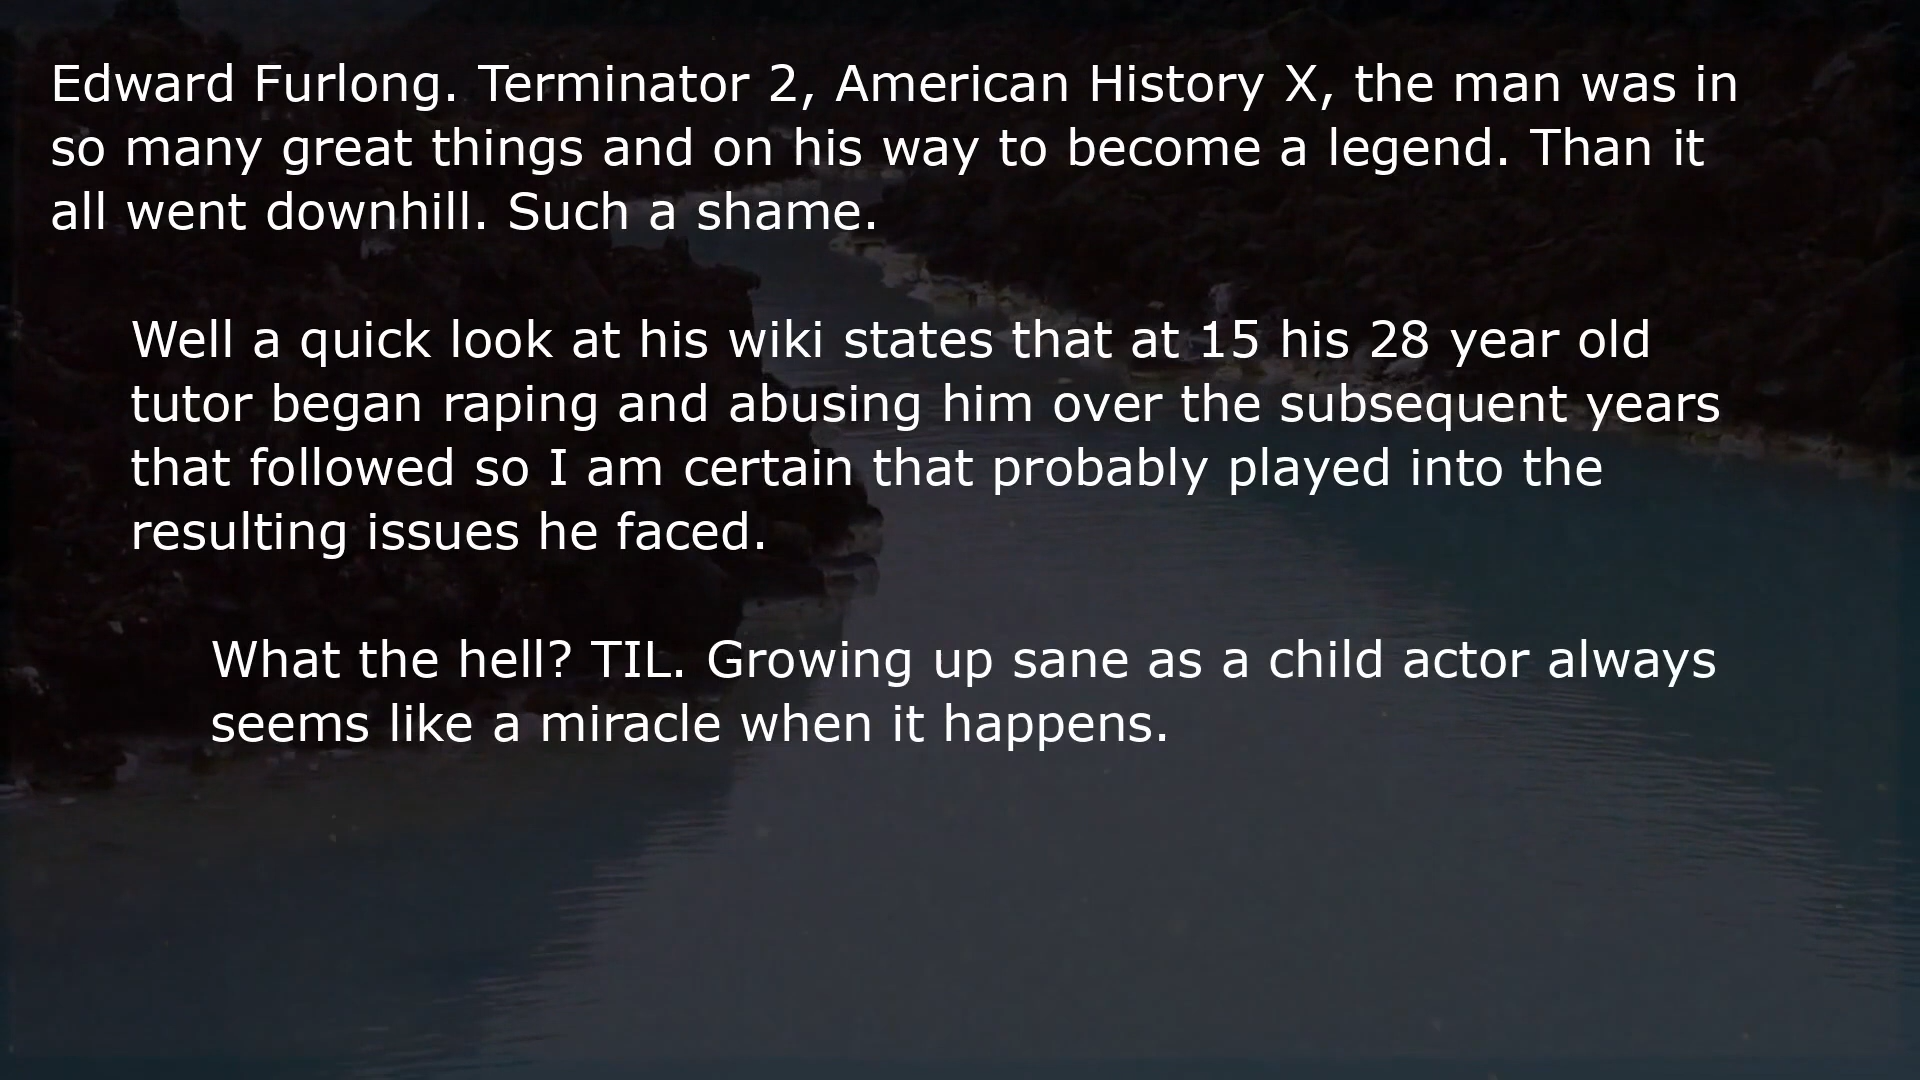 Edward Furlong. Terminator 2, American History X, the man was in
so many great things and on his way to become a legend. Than it
all went downhill. Such a shame.
Well a quick look at his wiki states that at 15 his 28 year old
tutor began raping and abusing him over the subsequent years
that followed so I am certain that probably played into the
resulting issues he faced.
What the hell? TIL. Growing up sane as a child actor always
seems like a miracle when it happens.